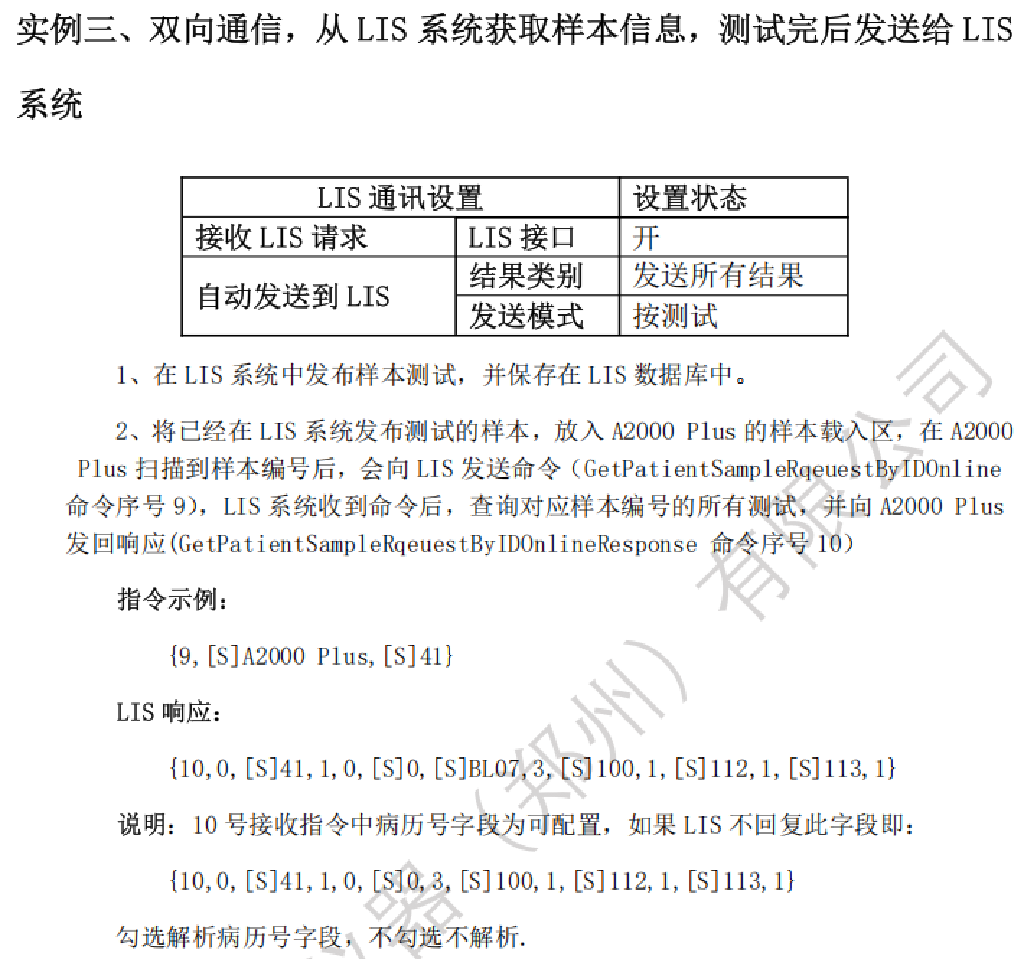 实例三、双向通信，从 LIS 系统获取样本信息，测试完后发送给 LIS
系统
LIS 通讯设置 设置状态
接收 LIS 请求 LIS 接口 开
自动发送到 LIS 结果类别 发送所有结果
发送模式 按测试
1、在 LIS 系统中发布样本测试，并保存在 LIS 数据库中。
2、将已经在 LIS 系统发布测试的样本，放入 A2000 Plus 的样本载入区，在 A2000
Plus 扫描到样本编号后，会向 LIS 发送命令（GetPatientSampleRqeuestByIDOnline
命令序号 9），LIS 系统收到命令后，查询对应样本编号的所有测试，并向 A2000 Plus
发回响应(GetPatientSampleRqeuestByIDOnlineResponse 命令序号 10）
指令示例：
{9,[S]A2000 Plus,[S]41}
LIS 响应：
{10,0,[S]41,1,0,[S]0,[S]BL07,3,[S]100,1,[S]112,1,[S]113,1}
说明：10 号接收指令中病历号字段为可配置，如果 LIS 不回复此字段即：
{10,0,[S]41,1,0,[S]0,3,[S]100,1,[S]112,1,[S]113,1}
勾选解析病历号字段，不勾选不解析.
仪器（郑州）有限公司